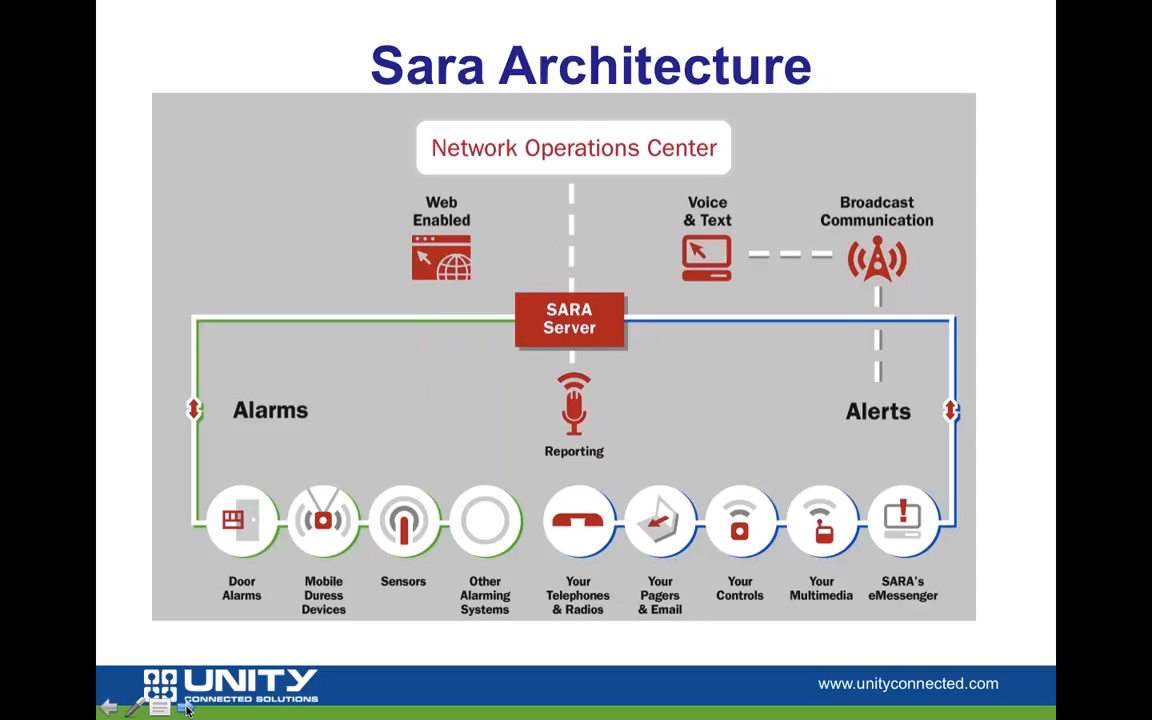 Sara Architecture
Network Operations Center
Web
Enabled
Voice
& Text
Broadcast
Communication
SARA
Server
Alarms
Alerts
Reporting
Door
Alarms
Mobile
Duress
Devices
Sensors
Other
Alarming
Systems
Your
Telephones
& Radios
Your
Pagers
& Email
Your
Controls
Your
Multimedia
SARA's
eMessenger
UNITY
CONNECTED SOLUTIONS
www.unityconnected.com